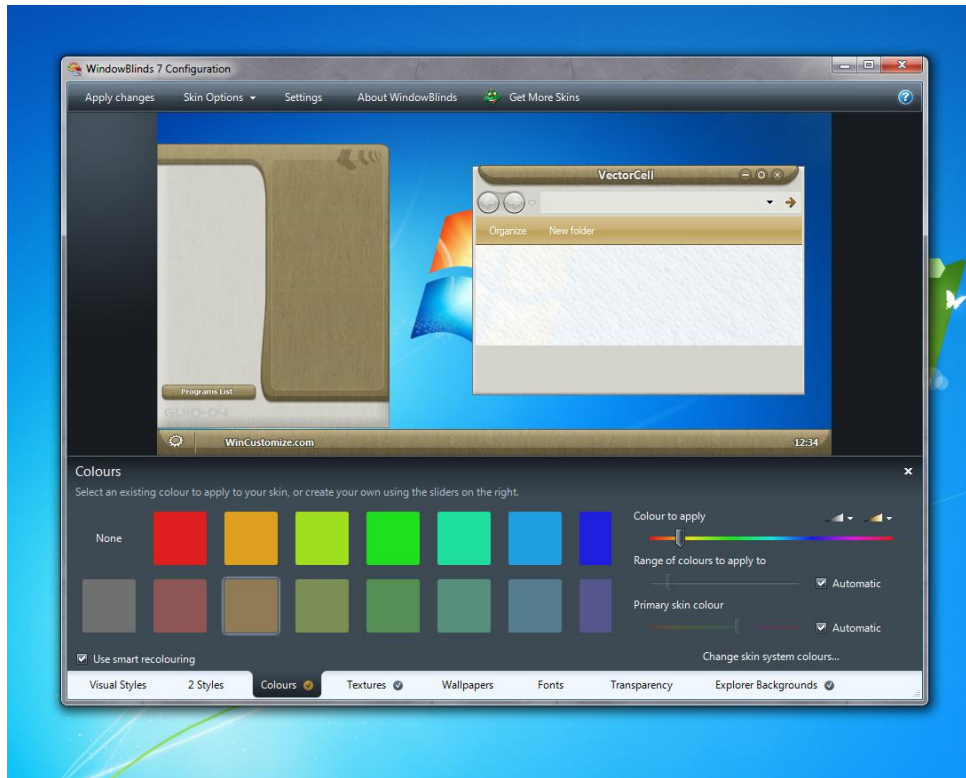 WindowBlinds 7 Configuration
Apply changes Skin Options Settings About WindowBlinds Get More Skins ?
VectorCell
Organize New folder
Programs List
GUID-04
WinCustomize.com 12:34
Colours
Select an existing colour to apply to your skin, or create your own using the sliders on the right.
None
Colour to apply
Range of colours to apply to
Automatic
Primary skin colour
Automatic
Use smart recolouring
Change skin system colours...
Visual Styles 2 Styles Colours Textures Wallpapers Fonts Transparency Explorer Backgrounds